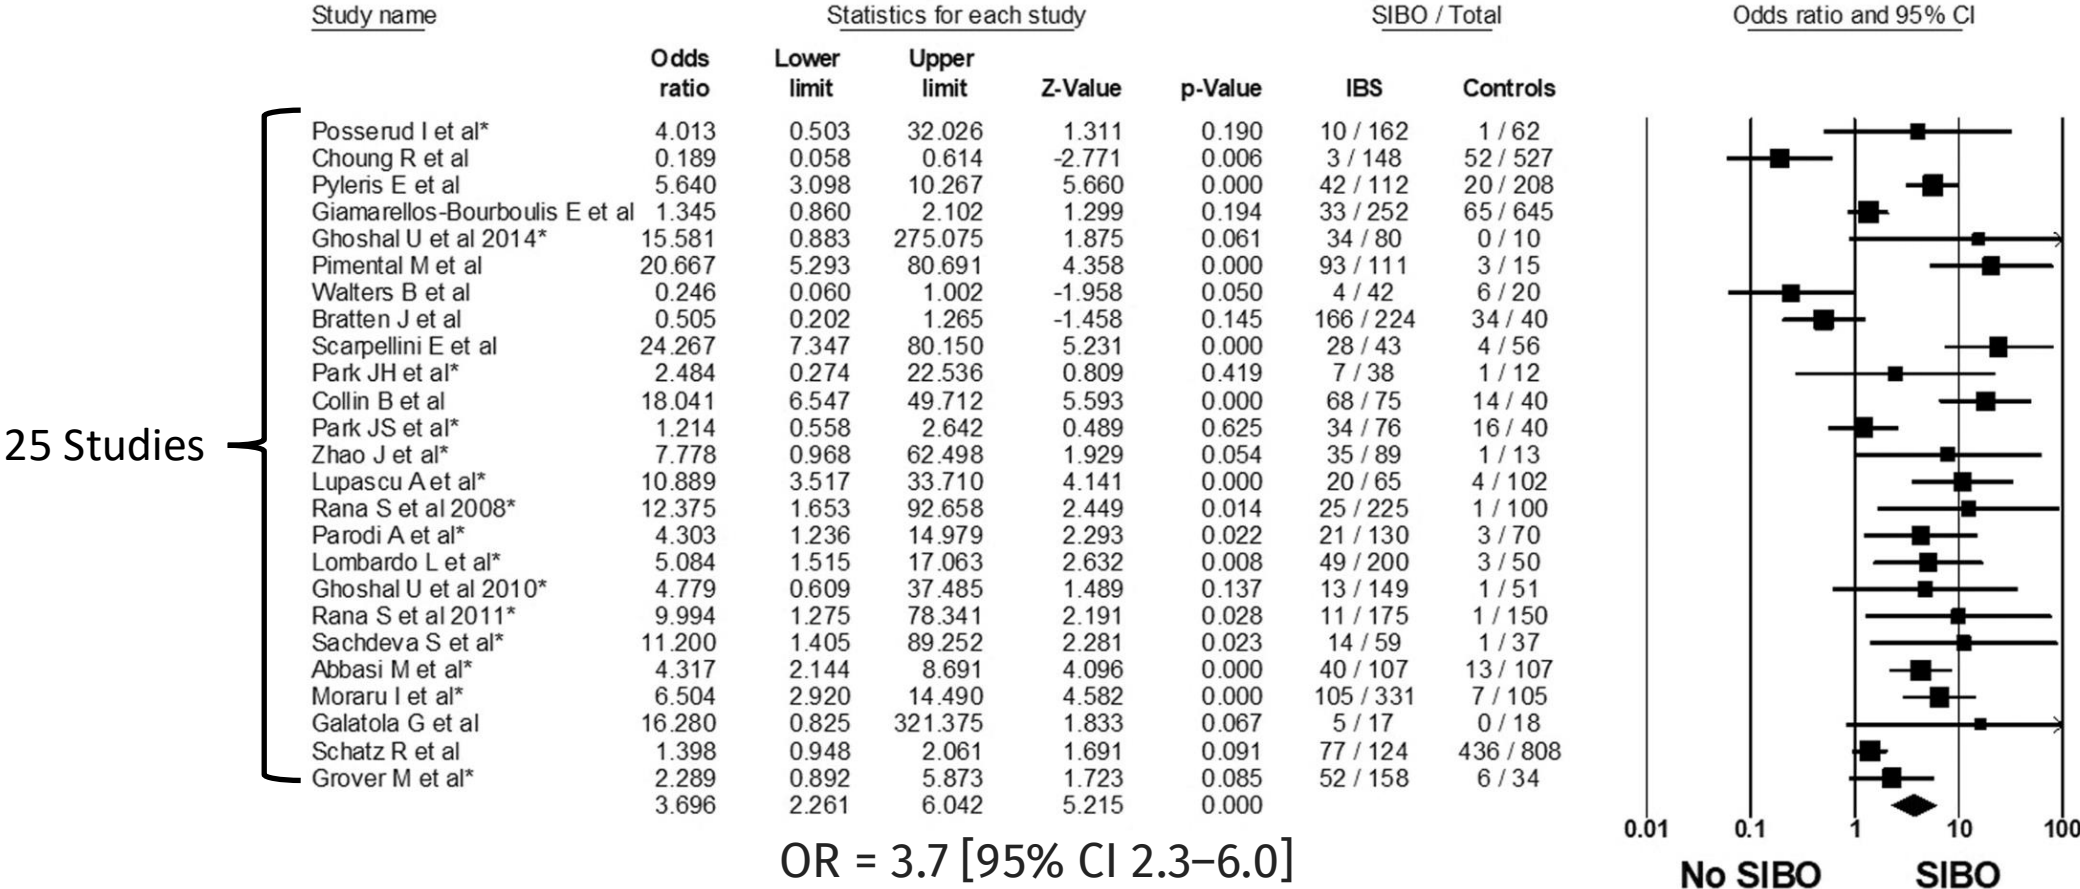 Study name Statistics for each study SIBO / Total Odds ratio and 95% CI
Odds Lower Upper
ratio limit limit Z-Value p-Value IBS Controls
Posserud I et al* 4.013 0.503 32.026 1.311 0.190 10 / 162 1 / 62
Choung R et al 0.189 0.058 0.614 -2.771 0.006 3 / 148 52 / 527
Pyleris E et al 5.640 3.098 10.267 5.660 0.000 42 / 112 20 / 208
Giamarellos-Bourboulis E et al 1.345 0.860 2.102 1.299 0.194 33 / 252 65 / 645
Ghoshal U et al 2014* 15.581 0.883 275.075 1.875 0.061 34 / 80 0 / 10
Pimental M et al 20.667 5.293 80.691 4.358 0.000 93 / 111 3 / 15
Walters B et al 0.246 0.060 1.002 -1.958 0.050 4 / 42 6 / 20
Bratten J et al 0.505 0.202 1.265 -1.458 0.145 166 / 224 34 / 40
Scarpellini E et al 24.267 7.347 80.150 5.231 0.000 28 / 43 4 / 56
Park JH et al* 2.484 0.274 22.536 0.809 0.419 7 / 38 1 / 12
Collin B et al 18.041 6.547 49.712 5.593 0.000 68 / 75 14 / 40
25 Studies
Park JS et al* 1.214 0.558 2.642 0.489 0.625 34 / 76 16 / 40
Zhao J et al* 7.778 0.968 62.498 1.929 0.054 35 / 89 1 / 13
Lupascu A et al* 10.889 3.517 33.710 4.141 0.000 20 / 65 4 / 102
Rana S et al 2008* 12.375 1.653 92.658 2.449 0.014 25 / 225 1 / 100
Parodi A et al* 4.303 1.236 14.979 2.293 0.022 21 / 130 3 / 70
Lombardo L et al* 5.084 1.515 17.063 2.632 0.008 49 / 200 3 / 50
Ghoshal U et al 2010* 4.779 0.609 37.485 1.489 0.137 13 / 149 1 / 51
Rana S et al 2011* 9.994 1.275 78.341 2.191 0.028 11 / 175 1 / 150
Sachdeva S et al* 11.200 1.405 89.252 2.281 0.023 14 / 59 1 / 37
Abbasi M et al* 4.317 2.144 8.691 4.096 0.000 40 / 107 13 / 107
Moraru I et al* 6.504 2.920 14.490 4.582 0.000 105 / 331 7 / 105
Galatola G et al 16.280 0.825 321.375 1.833 0.067 5 / 17 0 / 18
Schatz R et al 1.398 0.948 2.061 1.691 0.091 77 / 124 436 / 808
Grover M et al* 2.289 0.892 5.873 1.723 0.085 52 / 158 6 / 34
3.696 2.261 6.042 5.215 0.000
0.01 0.1 1 10 100
OR = 3.7 [95% CI 2.3–6.0]
No SIBO SIBO